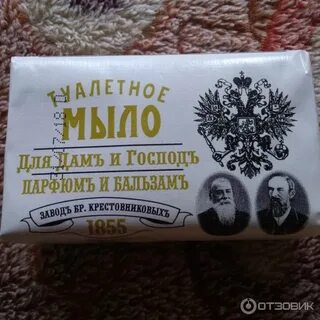 ТУАЛЕТНОЕ
МЫЛО
Для Дамъ и Господъ
Парфюмъ и Бальзамъ
Заводъ Бр. Крестовниковыхъ
1855
ОТЗОВИК